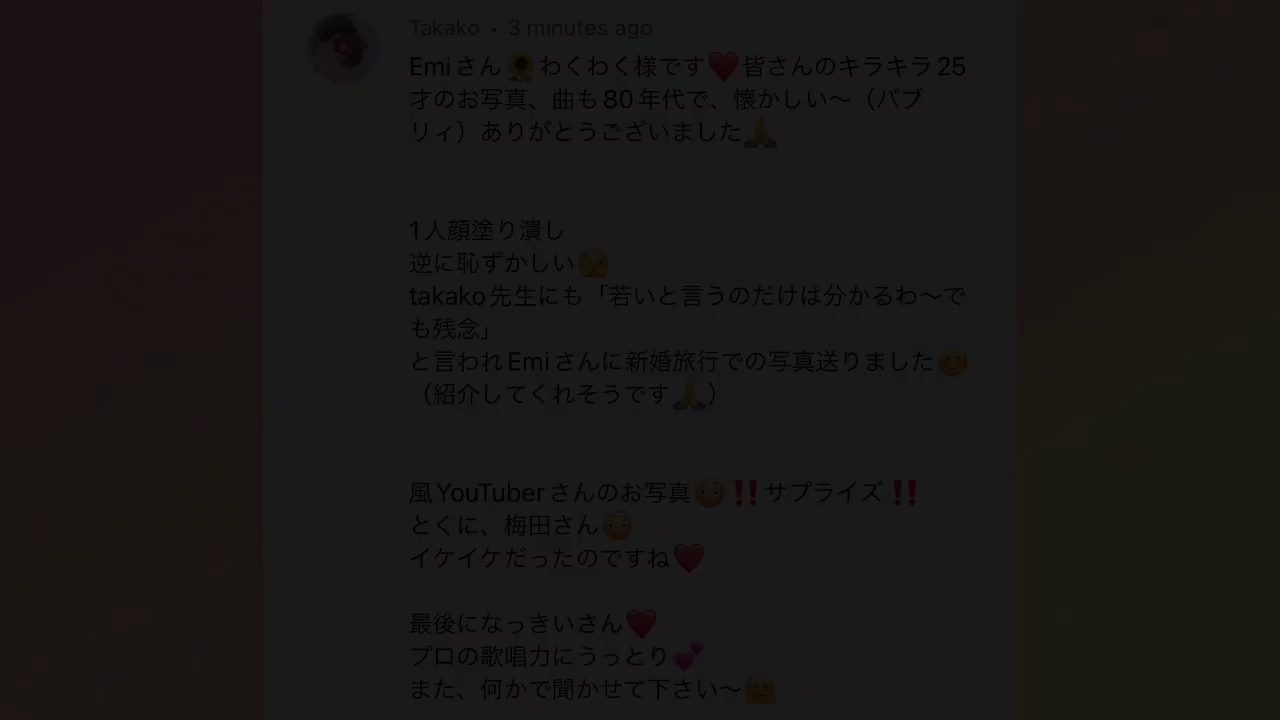 Takako • 3 minutes ago
Emiさん🌻わくわく様です❤️皆さんのキラキラ25
才のお写真、曲も80年代で、懐かしい〜（バブ
リィ）ありがとうございました🙏
1人顔塗り潰し
逆に恥ずかしい🫣
takako先生にも「若いと言うのだけは分かるわ〜で
も残念」
と言われEmiさんに新婚旅行での写真送りました😊
（紹介してくれそうです🙏）
風YouTuberさんのお写真😳‼️サプライズ‼️
とくに、梅田さん😳
イケイケだったのですね❤️
最後になっきいさん❤️
プロの歌唱力にうっとり💕
また、何かで聞かせて下さい〜🙌